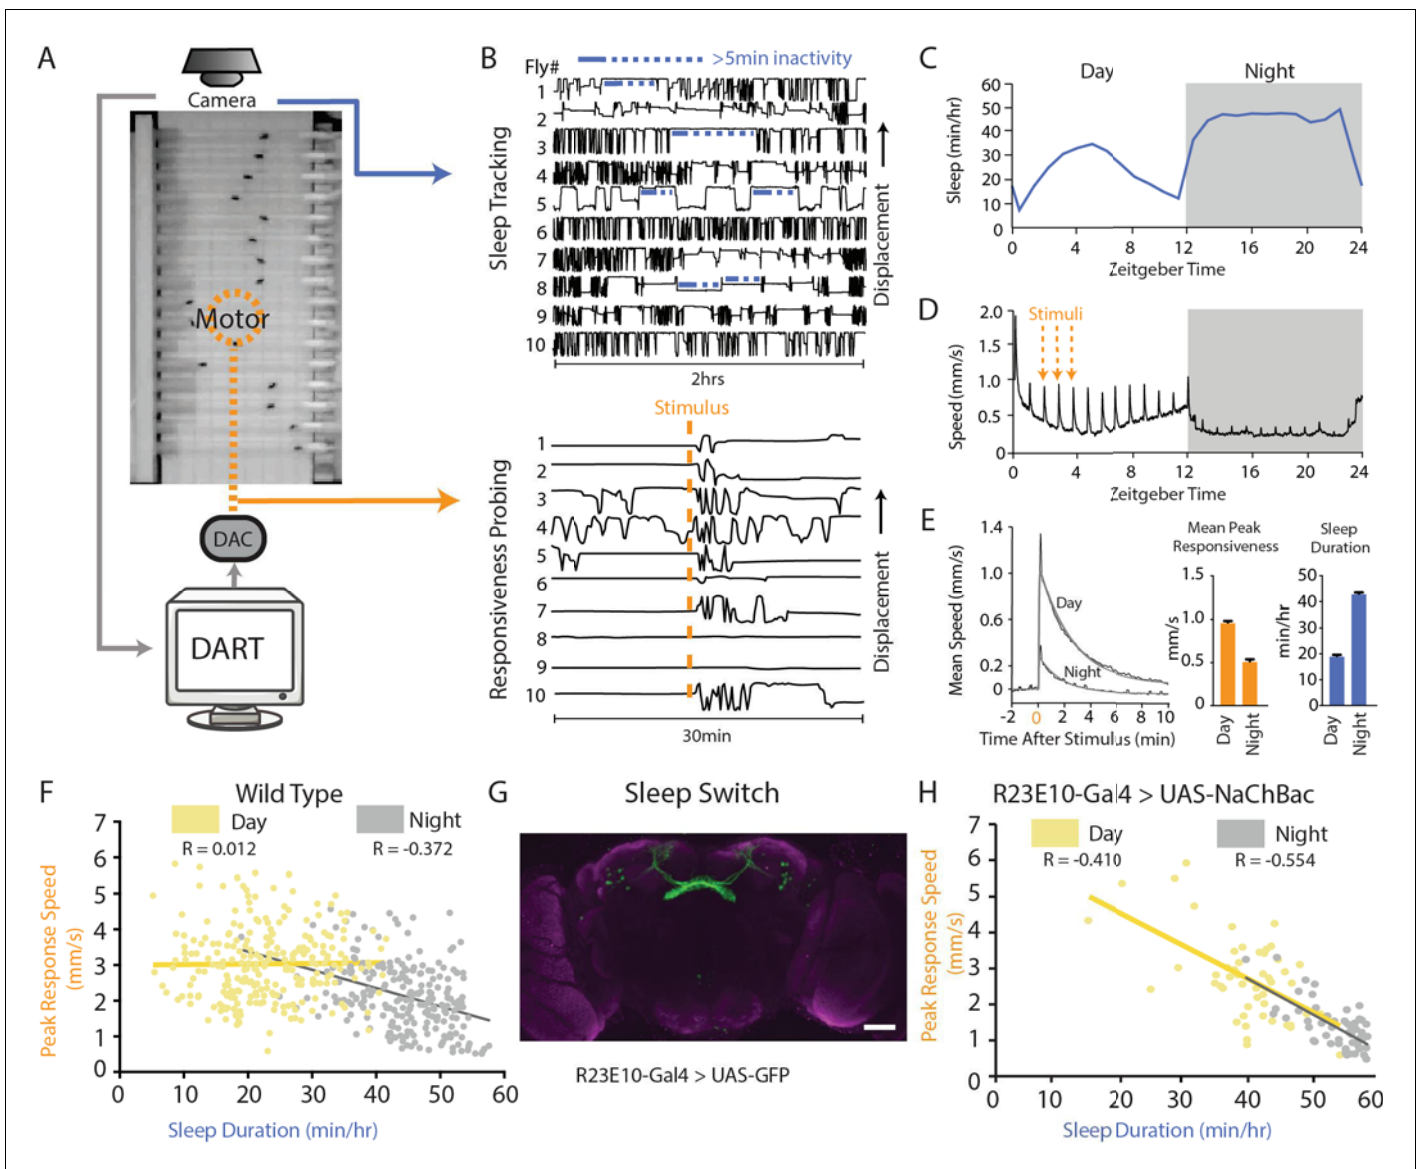 A
Camera
Motor
DAC
DART
B
Fly#
>5min inactivity
Sleep Tracking
1
2
3
4
5
6
7
8
9
10
Displacement
2hrs
Stimulus
Responsiveness Probing
1
2
3
4
5
6
7
8
9
10
Displacement
30min
C
Day
Night
Sleep (min/hr)
60
50
40
30
20
10
0
0
4
8
12
16
20
24
Zeitgeber Time
D
Stimuli
Speed (mm/s)
2.0
1.5
1.0
0.5
0
0
4
8
12
16
20
24
Zeitgeber Time
E
Mean Speed (mm/s)
1.4
1.0
0.6
0.2
0
Day
Night
-2
0
2
4
6
8
10
Time After Stimulus (min)
Mean Peak
Responsiveness
mm/s
1.5
1.0
0.5
0
Day
Night
Sleep
Duration
min/hr
50
40
30
20
10
0
Day
Night
F
Wild Type
Day
R = 0.012
Night
R = -0.372
Peak Response Speed
(mm/s)
7
6
5
4
3
2
1
0
0
10
20
30
40
50
60
Sleep Duration (min/hr)
G
Sleep Switch
R23E10-Gal4 > UAS-GFP
H
R23E10-Gal4 > UAS-NaChBac
Day
R = -0.410
Night
R = -0.554
Peak Response Speed
(mm/s)
7
6
5
4
3
2
1
0
0
10
20
30
40
50
60
Sleep Duration (min/hr)